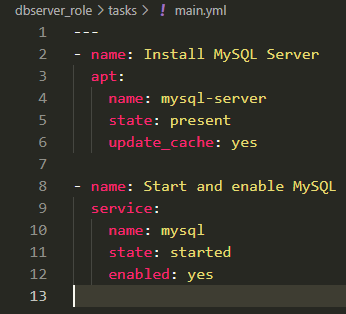 dbserver_role > tasks > ! main.yml
1 ---
2 - name: Install MySQL Server
3   apt:
4     name: mysql-server
5     state: present
6     update_cache: yes
7
8 - name: Start and enable MySQL
9   service:
10     name: mysql
11     state: started
12     enabled: yes
13